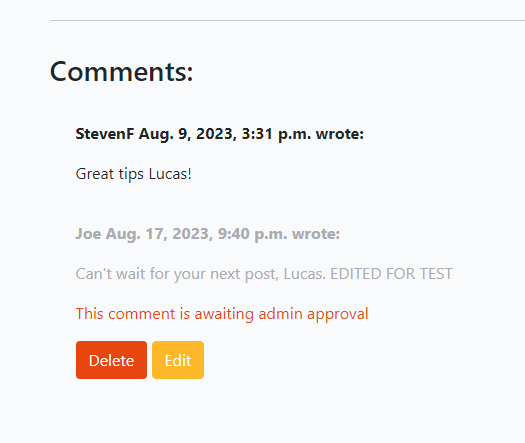 Comments:
StevenF Aug. 9, 2023, 3:31 p.m. wrote:
Great tips Lucas!
Joe Aug. 17, 2023, 9:40 p.m. wrote:
Can't wait for your next post, Lucas. EDITED FOR TEST
This comment is awaiting admin approval
Delete Edit